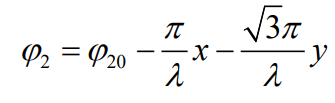 φ₂ = φ₂₀ − π/λ x − √3π/λ y